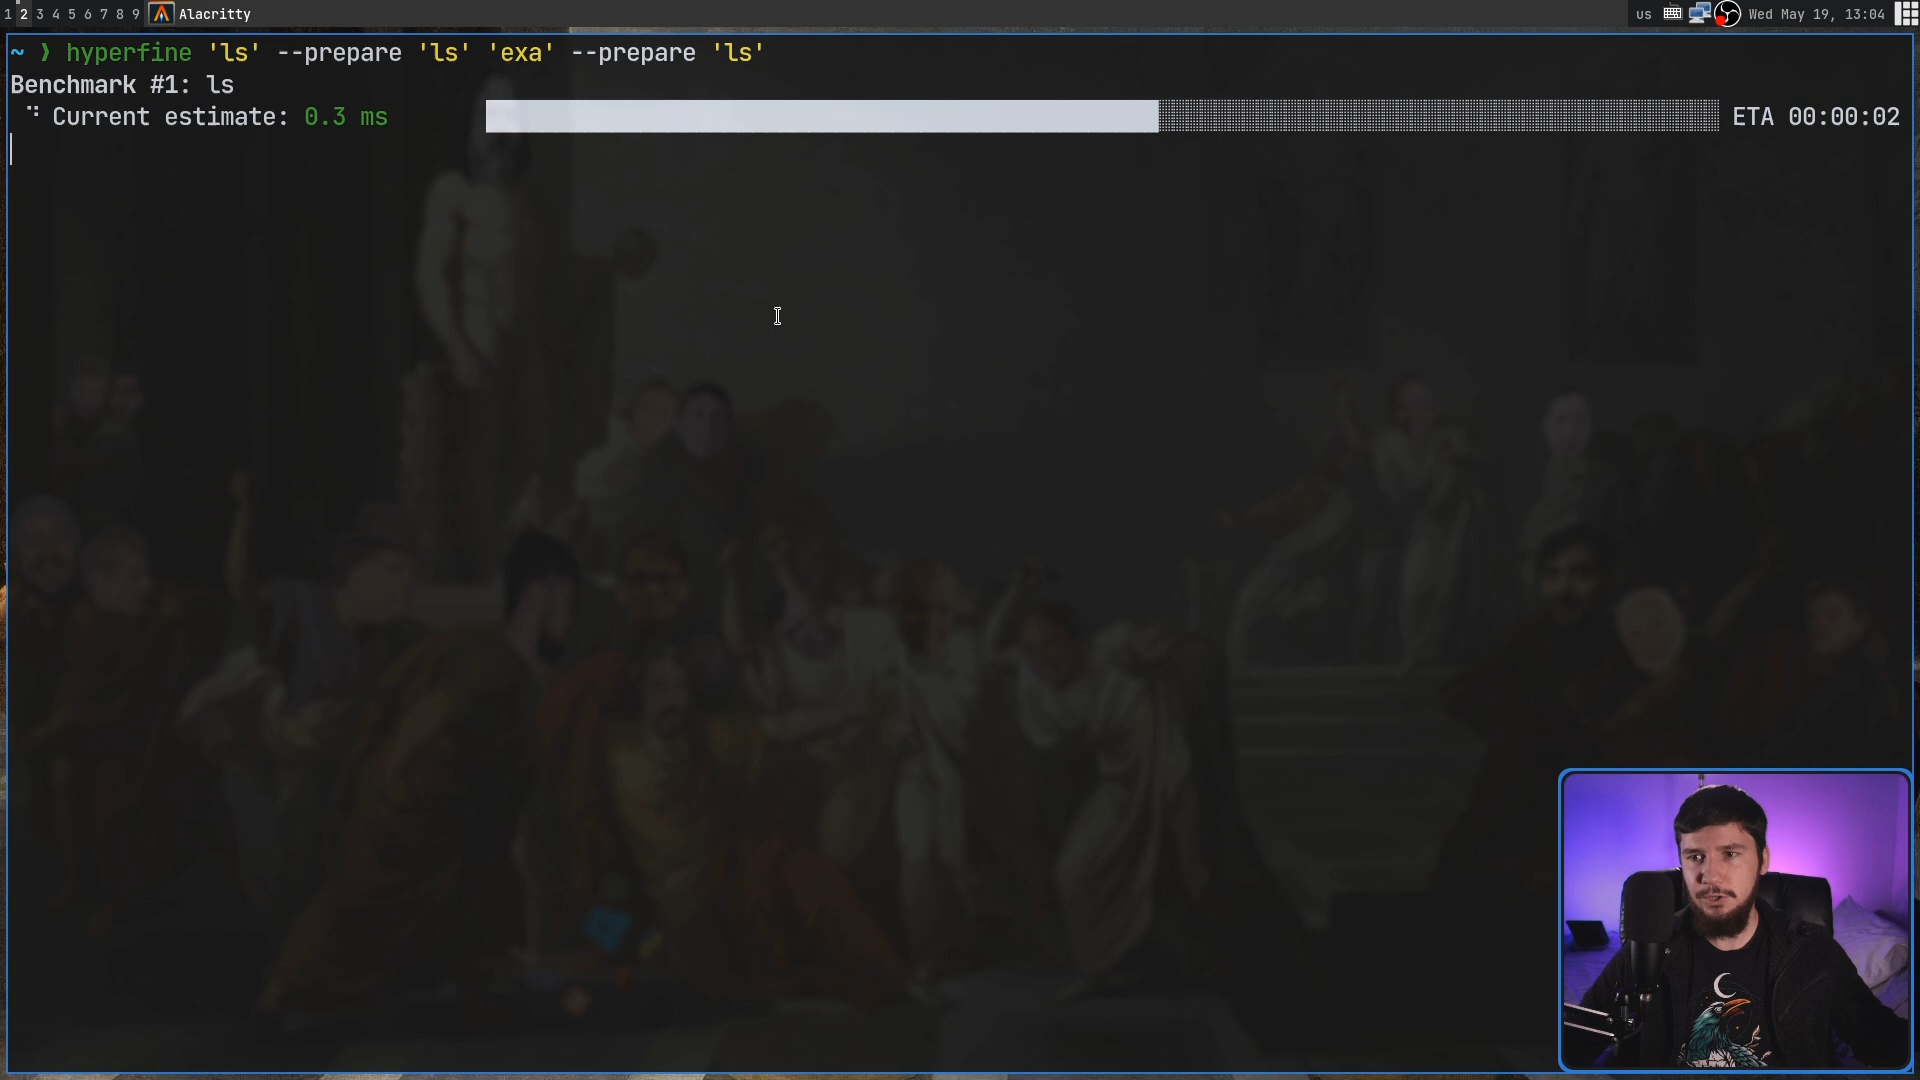 1 2 3 4 5 6 7 8 9 Alacritty us Wed May 19, 13:04
~ ❯ hyperfine 'ls' --prepare 'ls' 'exa' --prepare 'ls'
Benchmark #1: ls
⠙ Current estimate: 0.3 ms ETA 00:00:02